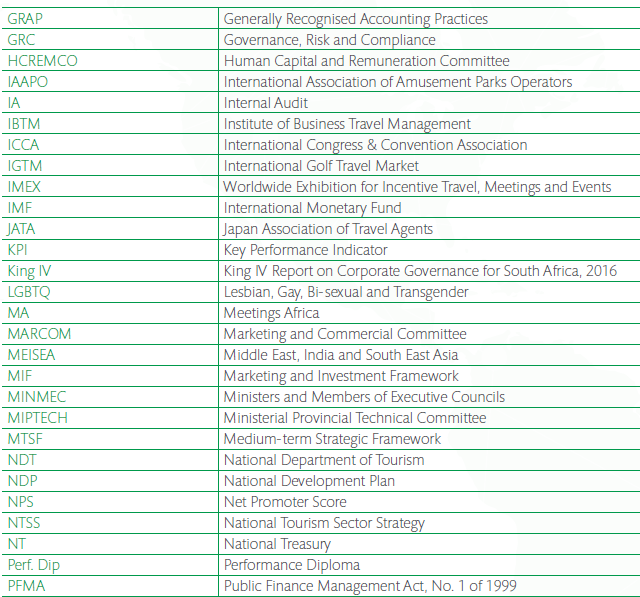 GRAP Generally Recognised Accounting Practices
GRC Governance, Risk and Compliance
HCREMCO Human Capital and Remuneration Committee
IAAPO International Association of Amusement Parks Operators
IA Internal Audit
IBTM Institute of Business Travel Management
ICCA International Congress & Convention Association
IGTM International Golf Travel Market
IMEX Worldwide Exhibition for Incentive Travel, Meetings and Events
IMF International Monetary Fund
JATA Japan Association of Travel Agents
KPI Key Performance Indicator
King IV King IV Report on Corporate Governance for South Africa, 2016
LGBTQ Lesbian, Gay, Bi-sexual and Transgender
MA Meetings Africa
MARCOM Marketing and Commercial Committee
MEISEA Middle East, India and South East Asia
MIF Marketing and Investment Framework
MINMEC Ministers and Members of Executive Councils
MIPTECH Ministerial Provincial Technical Committee
MTSF Medium-term Strategic Framework
NDT National Department of Tourism
NDP National Development Plan
NPS Net Promoter Score
NTSS National Tourism Sector Strategy
NT National Treasury
Perf. Dip Performance Diploma
PFMA Public Finance Management Act, No. 1 of 1999